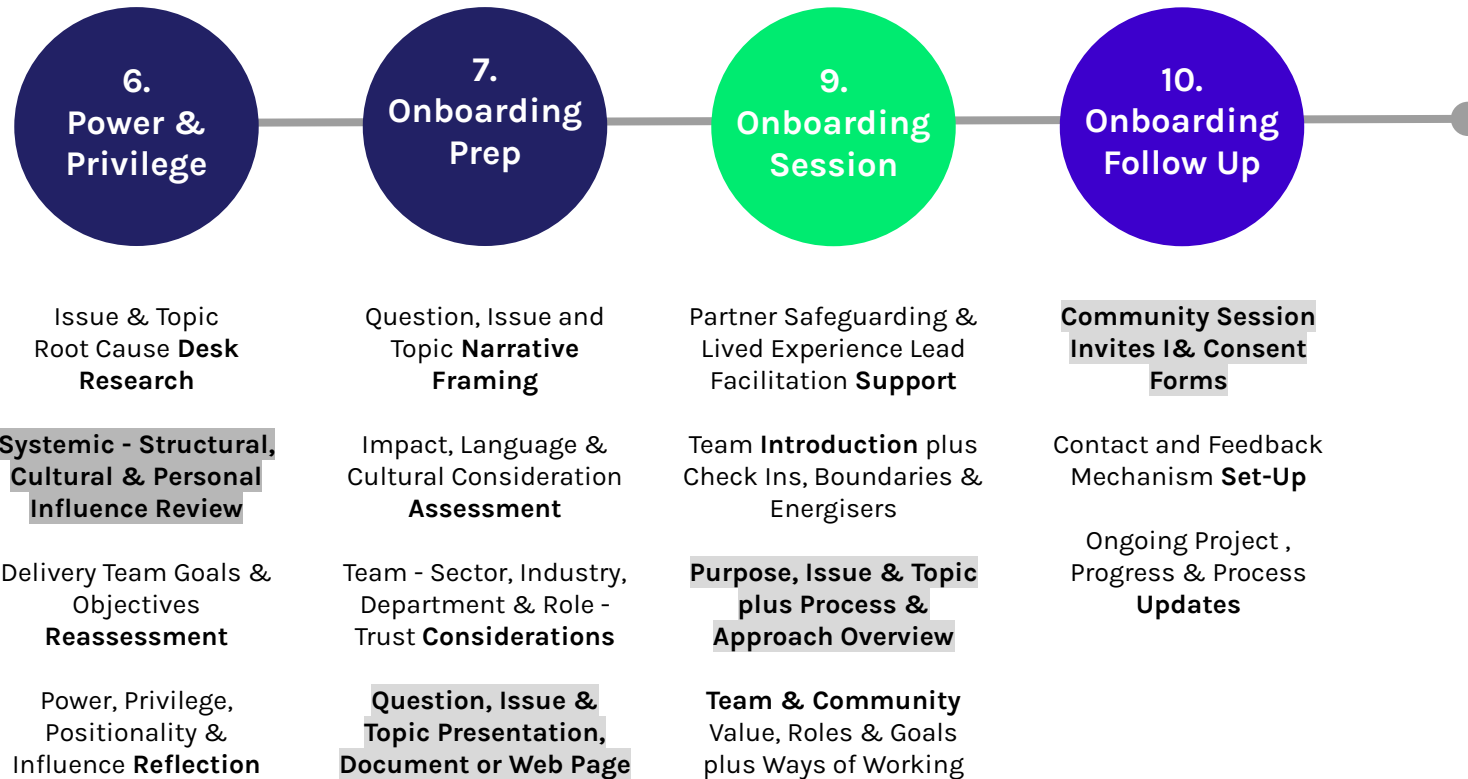 6.
Power &
Privilege
Issue & Topic
Root Cause Desk
Research
Systemic - Structural,
Cultural & Personal
Influence Review
Delivery Team Goals &
Objectives
Reassessment
Power, Privilege,
Positionality &
Influence Reflection
7.
Onboarding
Prep
Question, Issue and
Topic Narrative
Framing
Impact, Language &
Cultural Consideration
Assessment
Team - Sector, Industry,
Department & Role -
Trust Considerations
Question, Issue &
Topic Presentation,
Document or Web Page
9.
Onboarding
Session
Partner Safeguarding &
Lived Experience Lead
Facilitation Support
Team Introduction plus
Check Ins, Boundaries &
Energisers
Purpose, Issue & Topic
plus Process &
Approach Overview
Team & Community
Value, Roles & Goals
plus Ways of Working
10.
Onboarding
Follow Up
Community Session
Invites I& Consent
Forms
Contact and Feedback
Mechanism Set-Up
Ongoing Project ,
Progress & Process
Updates